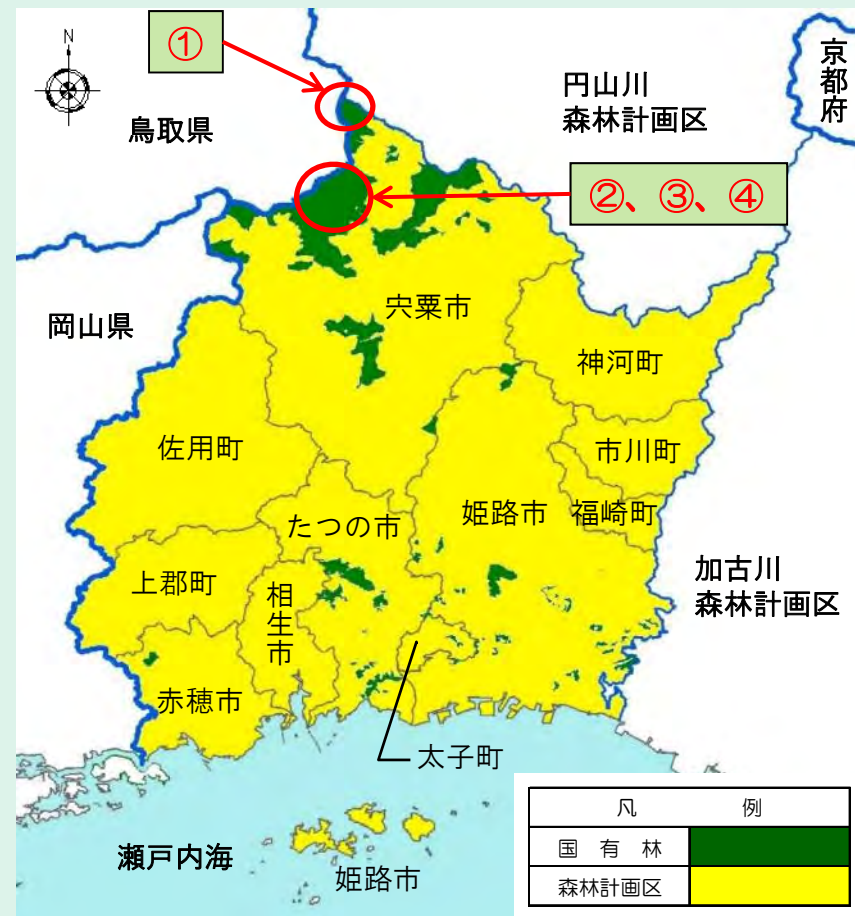 ①
N
鳥取県
円山川
森林計画区
京都府
②、③、④
岡山県
宍粟市
神河町
佐用町
市川町
たつの市
姫路市
福崎町
上郡町
相生市
加古川
森林計画区
赤穂市
太子町
瀬戸内海
姫路市
凡 例
国 有 林
森林計画区